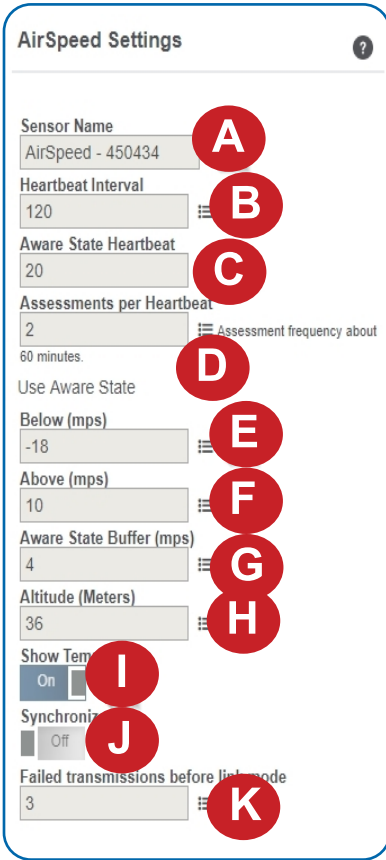 AirSpeed Settings
?
Sensor Name
A
AirSpeed - 450434
Heartbeat Interval
B
120
Aware State Heartbeat
C
20
Assessments per Heartbeat
2
Assessment frequency about
60 minutes.
D
Use Aware State
Below (mps)
E
-18
Above (mps)
F
10
Aware State Buffer (mps)
G
4
Altitude (Meters)
H
36
Show
I
On
J
Off
Failed transmissions before link mode
K
3